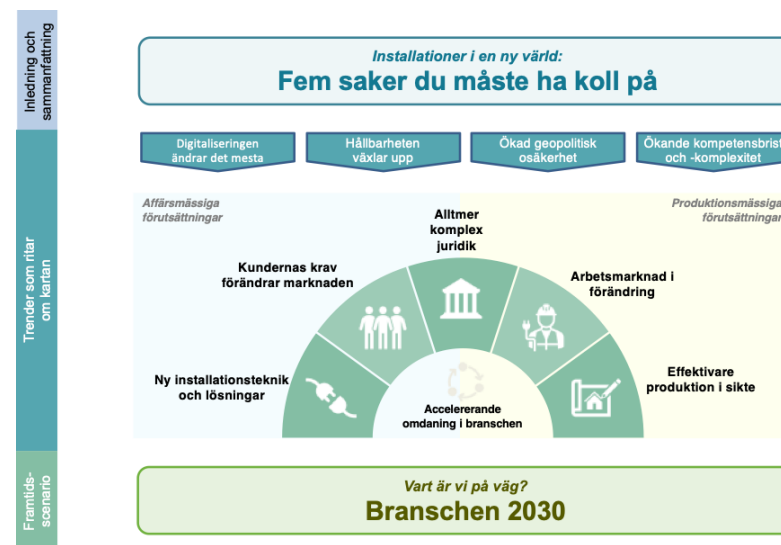 Inledning och
sammanfattning
Installationer i en ny värld:
Fem saker du måste ha koll på
Trender som ritar
om kartan
Digitaliseringen
ändrar det mesta
Hållbarheten
växlar upp
Ökad geopolitisk
osäkerhet
Ökande kompetensbrist
och -komplexitet
Affärsmässiga
förutsättningar
Produktionsmässiga
förutsättningar
Alltmer
komplex
juridik
Kundernas krav
förändrar marknaden
Arbetsmarknad i
förändring
Ny installationsteknik
och lösningar
Effektivare
produktion i sikte
Accelererande
omdaning i branschen
Framtids-
scenario
Vart är vi på väg?
Branschen 2030